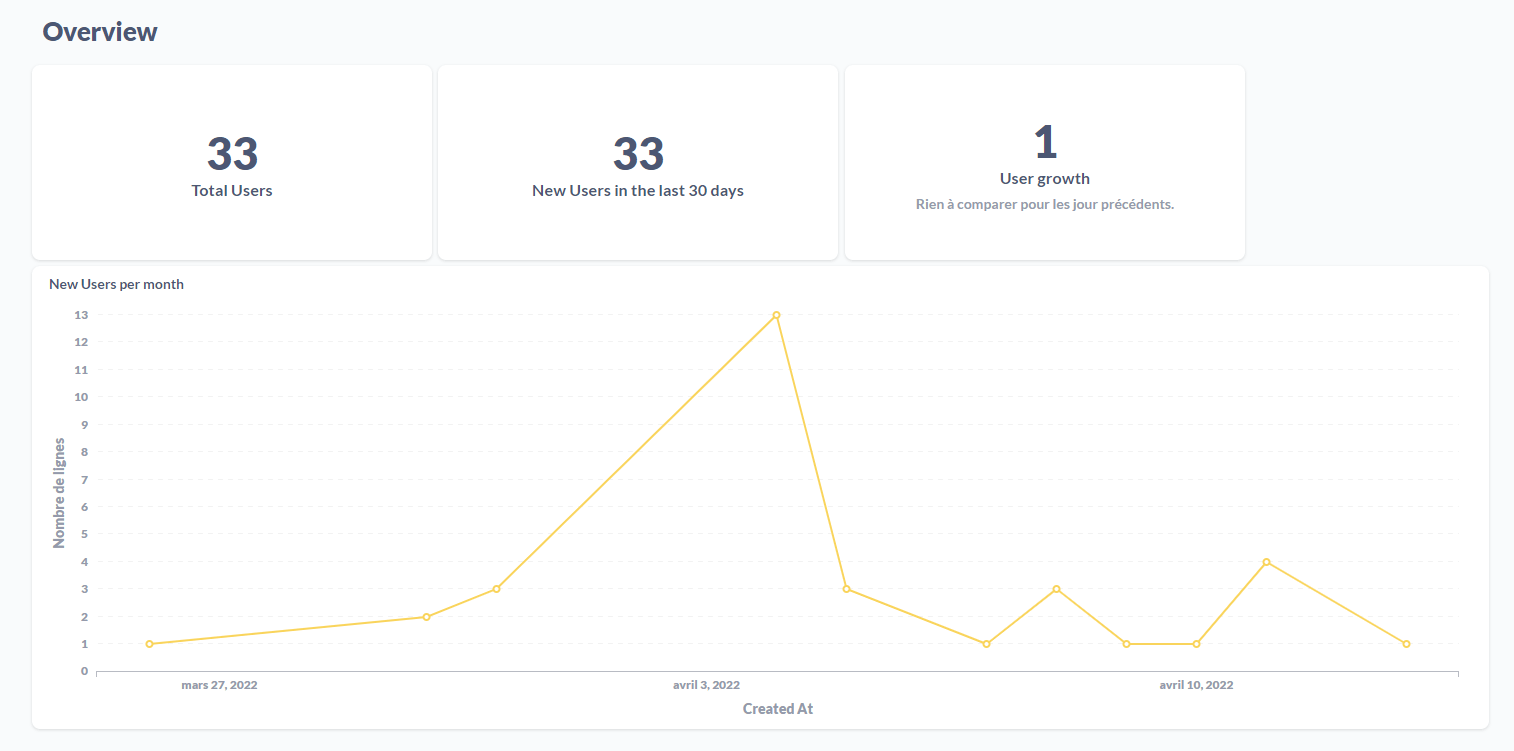 Overview
33
Total Users
33
New Users in the last 30 days
1
User growth
Rien à comparer pour les jour précédents.
New Users per month
13
12
11
10
9
8
7
6
5
4
3
2
1
0
Nombre de lignes
mars 27, 2022
avril 3, 2022
avril 10, 2022
Created At